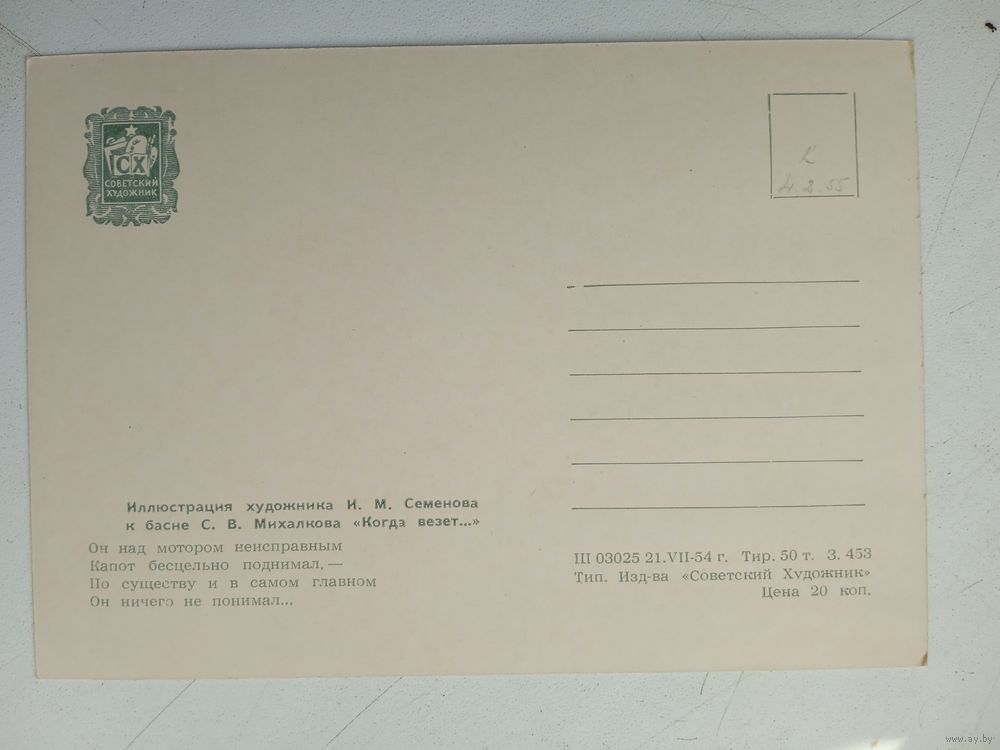 СХ
СОВЕТСКИЙ
ХУДОЖНИК
К
4.2.55
Иллюстрация художника И. М. Семенова
к басне С. В. Михалкова «Когда везет...»
Он над мотором неисправным
Капот бесцельно поднимал, —
По существу и в самом главном
Он ничего не понимал...
Ш 03025 21.VII-54 г. Тир. 50 т. З. 453
Тип. Изд-ва «Советский Художник»
Цена 20 коп.
www.ay.by